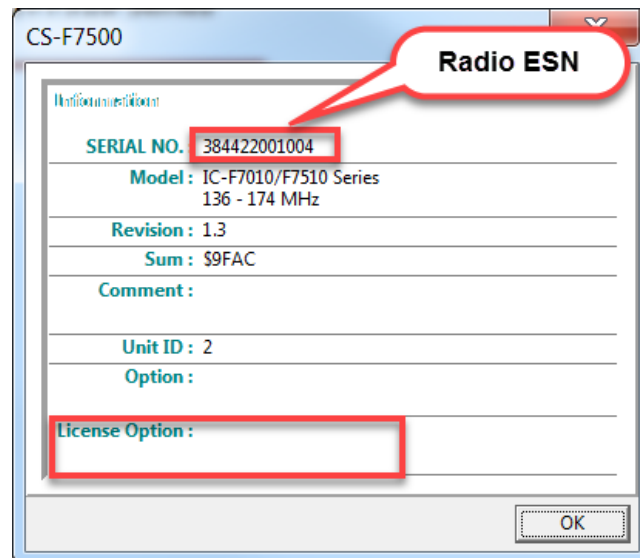 CS-F7500
Radio ESN
Information
SERIAL NO. : 384422001004
Model : IC-F7010/F7510 Series
136 - 174 MHz
Revision : 1.3
Sum : $9FAC
Comment :
Unit ID : 2
Option :
License Option :
OK